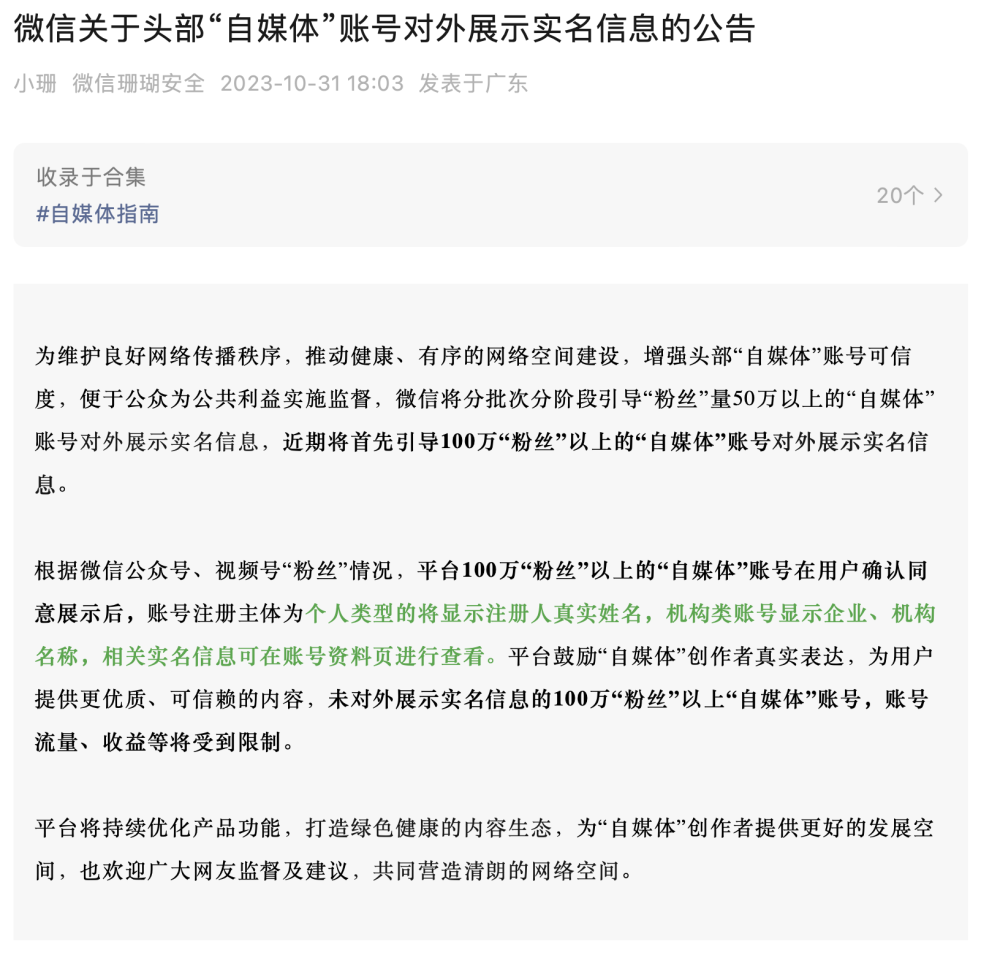 微信关于头部“自媒体”账号对外展示实名信息的公告
小珊 微信珊瑚安全 2023-10-31 18:03 发表于广东
收录于合集
#自媒体指南
20个 >
为维护良好网络传播秩序，推动健康、有序的网络空间建设，增强头部“自媒体”账号可信
度，便于公众为公共利益实施监督，微信将分批次分阶段引导“粉丝”量50万以上的“自媒体”
账号对外展示实名信息，近期将首先引导100万“粉丝”以上的“自媒体”账号对外展示实名信
息。
根据微信公众号、视频号“粉丝”情况，平台100万“粉丝”以上的“自媒体”账号在用户确认同
意展示后，账号注册主体为个人类型的将显示注册人真实姓名，机构类账号显示企业、机构
名称，相关实名信息可在账号资料页进行查看。平台鼓励“自媒体”创作者真实表达，为用户
提供更优质、可信赖的内容，未对外展示实名信息的100万“粉丝”以上“自媒体”账号，账号
流量、收益等将受到限制。
平台将持续优化产品功能，打造绿色健康的内容生态，为“自媒体”创作者提供更好的发展空
间，也欢迎广大网友监督及建议，共同营造清朗的网络空间。